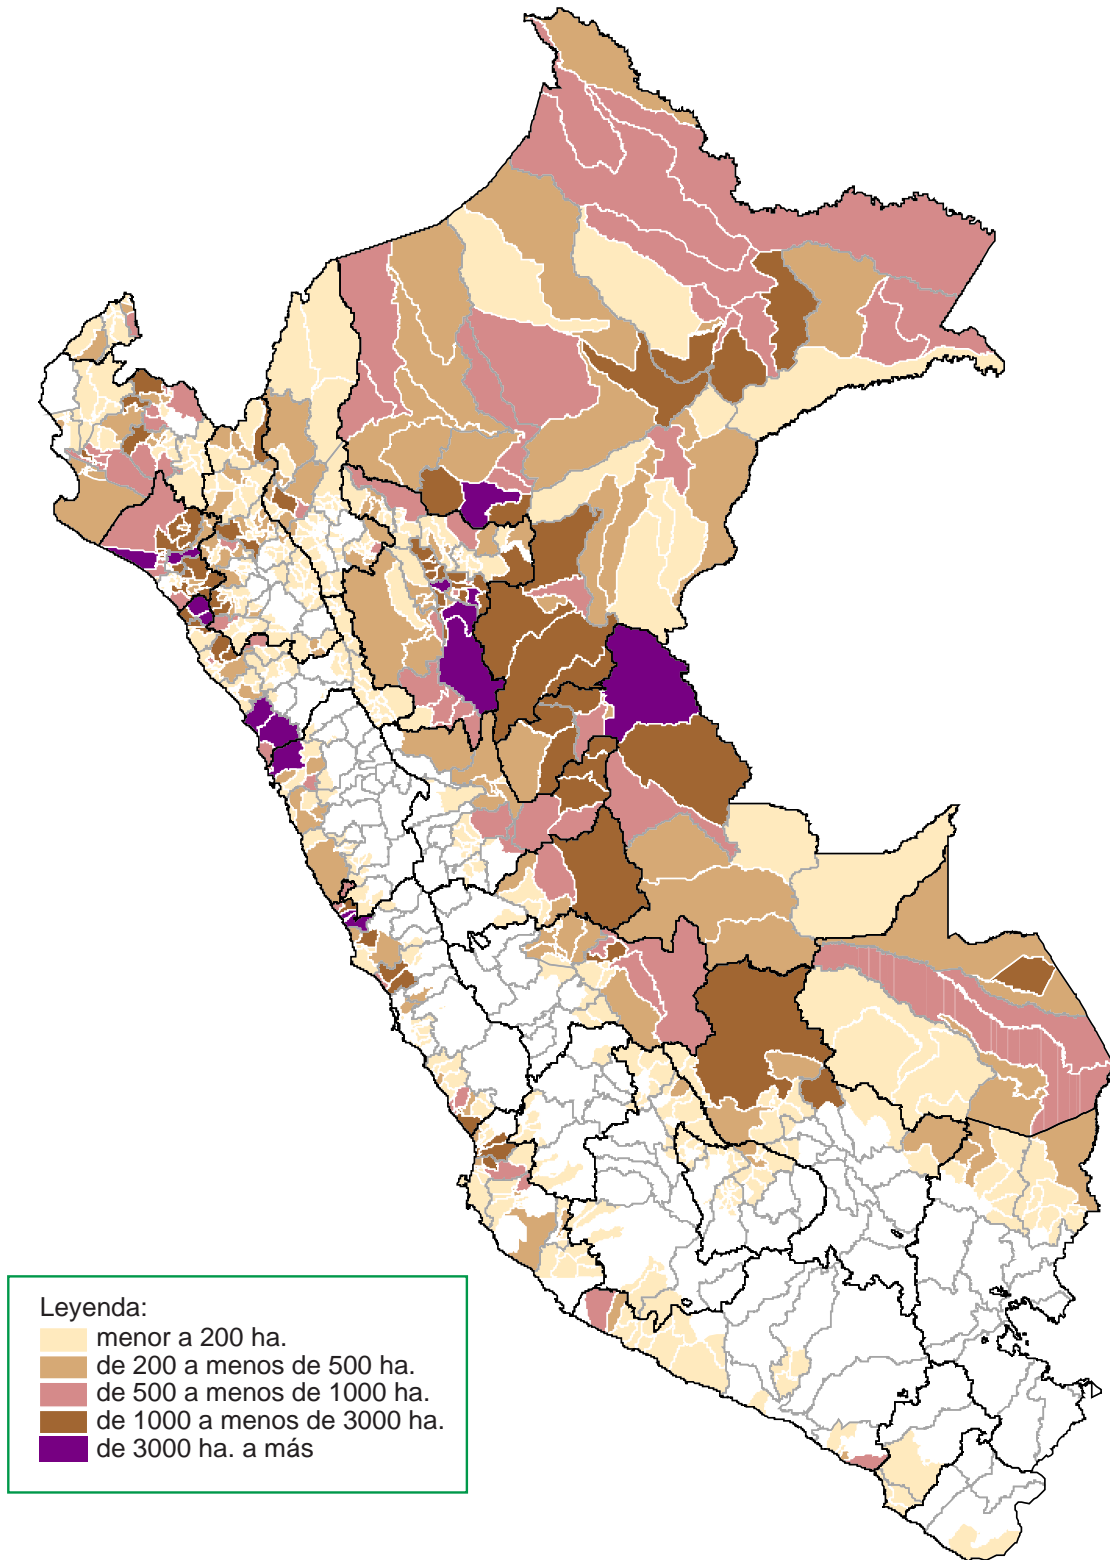 Leyenda:
menor a 200 ha.
de 200 a menos de 500 ha.
de 500 a menos de 1000 ha.
de 1000 a menos de 3000 ha.
de 3000 ha. a más